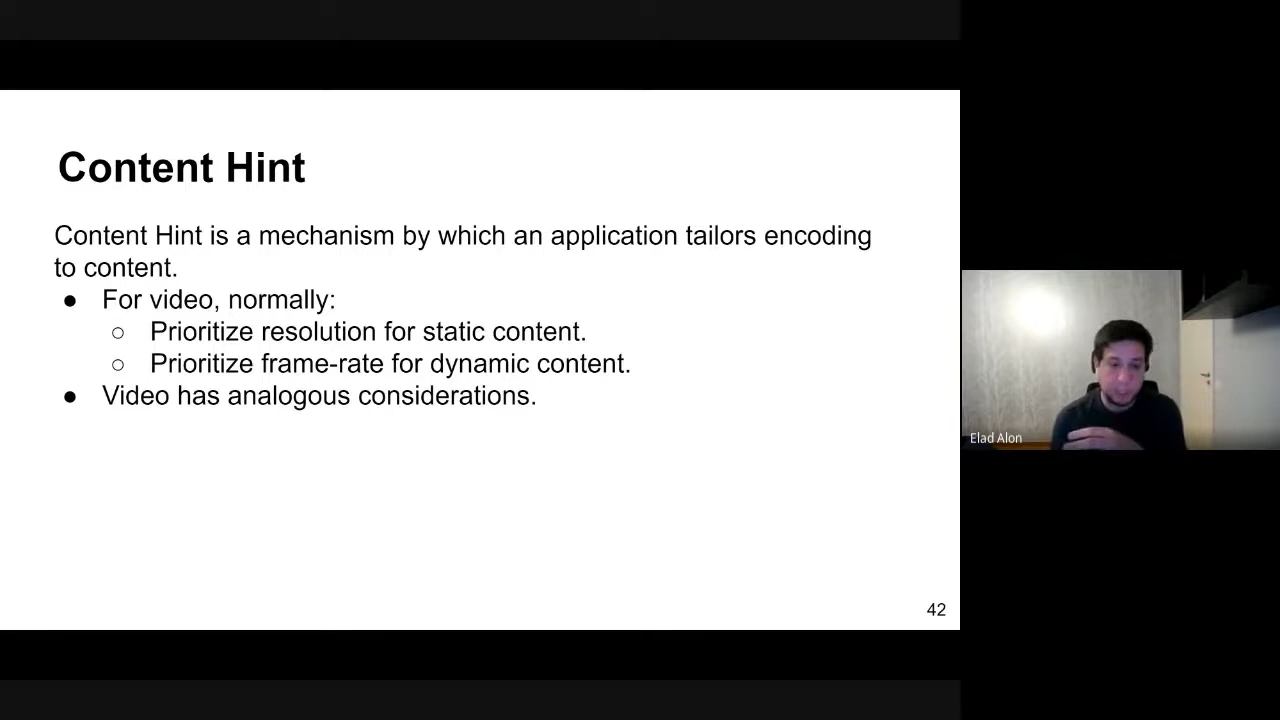 Content Hint
Content Hint is a mechanism by which an application tailors encoding
to content.
● For video, normally:
○ Prioritize resolution for static content.
○ Prioritize frame-rate for dynamic content.
● Video has analogous considerations.
42
Elad Alon